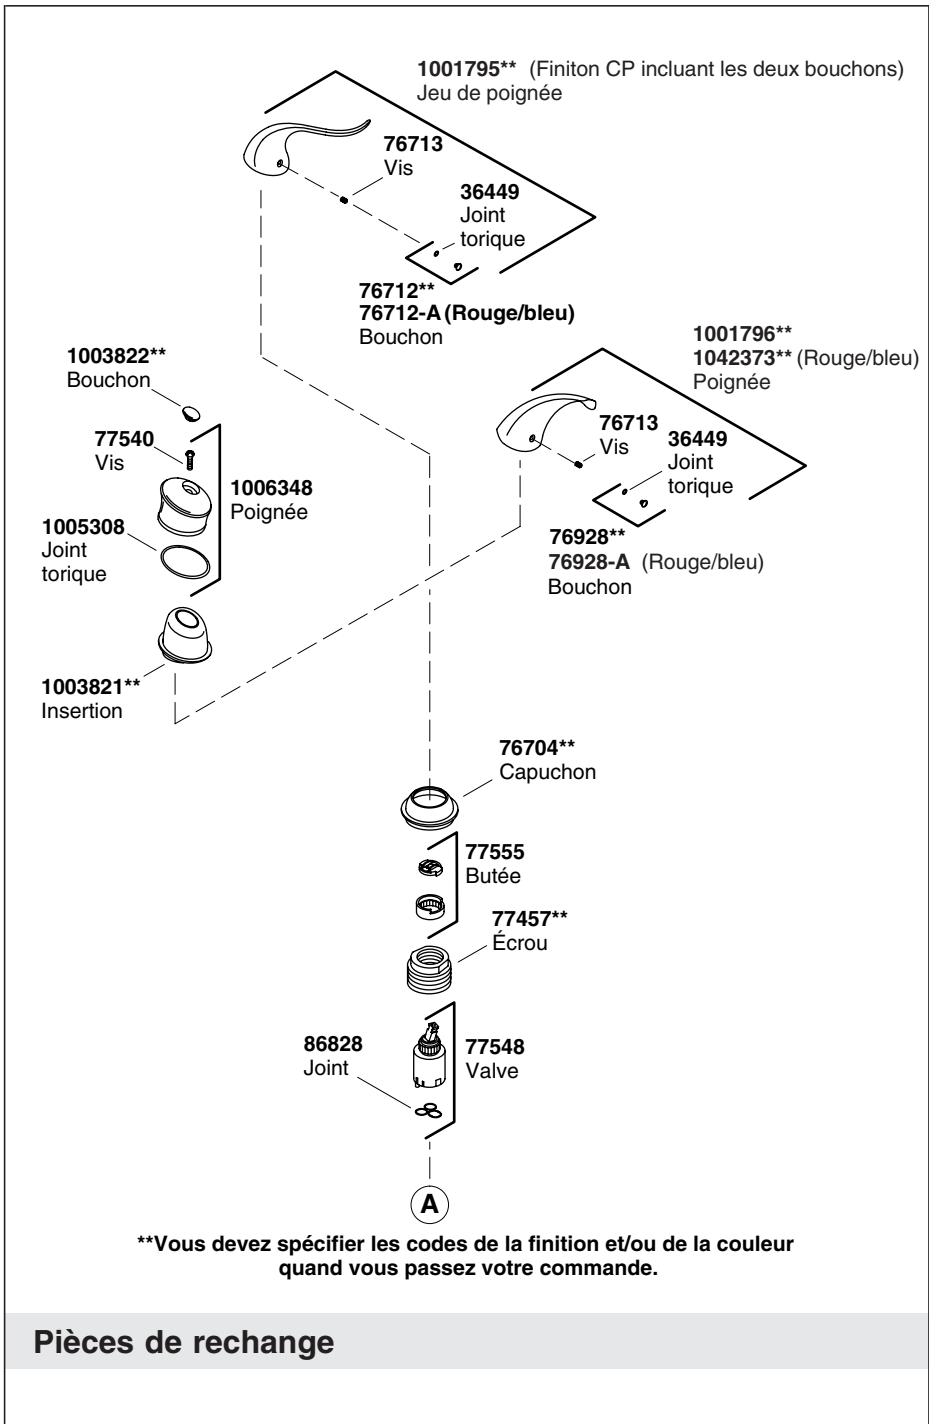 1001795** (Finiton CP incluant les deux bouchons)
Jeu de poignée
76713
Vis
36449
Joint
torique
76712**
76712-A (Rouge/bleu)
Bouchon
1001796**
1042373** (Rouge/bleu)
Poignée
1003822**
Bouchon
77540
Vis
1006348
Poignée
1005308
Joint
torique
76713
Vis
36449
Joint
torique
76928**
76928-A (Rouge/bleu)
Bouchon
1003821**
Insertion
76704**
Capuchon
77555
Butée
77457**
Écrou
86828
Joint
77548
Valve
A
**Vous devez spécifier les codes de la finition et/ou de la couleur
quand vous passez votre commande.
Pièces de rechange